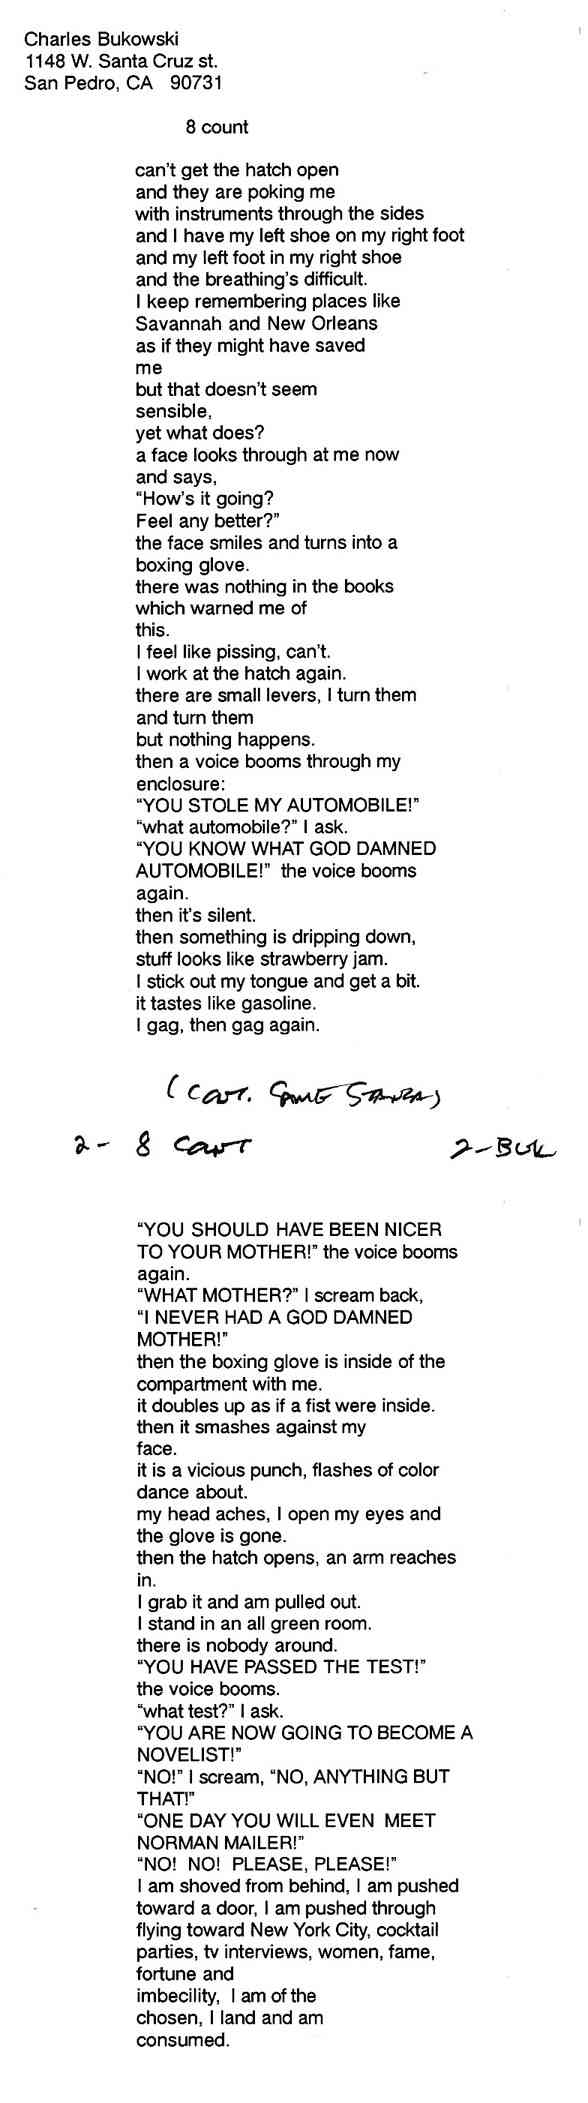 Charles Bukowski
1148 W. Santa Cruz st.
San Pedro, CA 90731
8 count
can't get the hatch open
and they are poking me
with instruments through the sides
and I have my left shoe on my right foot
and my left foot in my right shoe
and the breathing's difficult.
I keep remembering places like
Savannah and New Orleans
as if they might have saved
me
but that doesn't seem
sensible,
yet what does?
a face looks through at me now
and says,
"How's it going?
Feel any better?"
the face smiles and turns into a
boxing glove.
there was nothing in the books
which warned me of
this.
I feel like pissing, can't.
I work at the hatch again.
there are small levers, I turn them
and turn them
but nothing happens.
then a voice booms through my
enclosure:
"YOU STOLE MY AUTOMOBILE!"
"what automobile?" I ask.
"YOU KNOW WHAT GOD DAMNED
AUTOMOBILE!" the voice booms
again.
then it's silent.
then something is dripping down,
stuff looks like strawberry jam.
I stick out my tongue and get a bit.
it tastes like gasoline.
I gag, then gag again.
(CONT. SAME STANZA)
2- 8 COUNT 2-BUK
"YOU SHOULD HAVE BEEN NICER
TO YOUR MOTHER!" the voice booms
again.
"WHAT MOTHER?" I scream back,
"I NEVER HAD A GOD DAMNED
MOTHER!"
then the boxing glove is inside of the
compartment with me.
it doubles up as if a fist were inside.
then it smashes against my
face.
it is a vicious punch, flashes of color
dance about.
my head aches, I open my eyes and
the glove is gone.
then the hatch opens, an arm reaches
in.
I grab it and am pulled out.
I stand in an all green room.
there is nobody around.
"YOU HAVE PASSED THE TEST!"
the voice booms.
"what test?" I ask.
"YOU ARE NOW GOING TO BECOME A
NOVELIST!"
"NO!" I scream, "NO, ANYTHING BUT
THAT!"
"ONE DAY YOU WILL EVEN MEET
NORMAN MAILER!"
"NO! NO! PLEASE, PLEASE!"
I am shoved from behind, I am pushed
toward a door, I am pushed through
flying toward New York City, cocktail
parties, tv interviews, women, fame,
fortune and
imbecility, I am of the
chosen, I land and am
consumed.